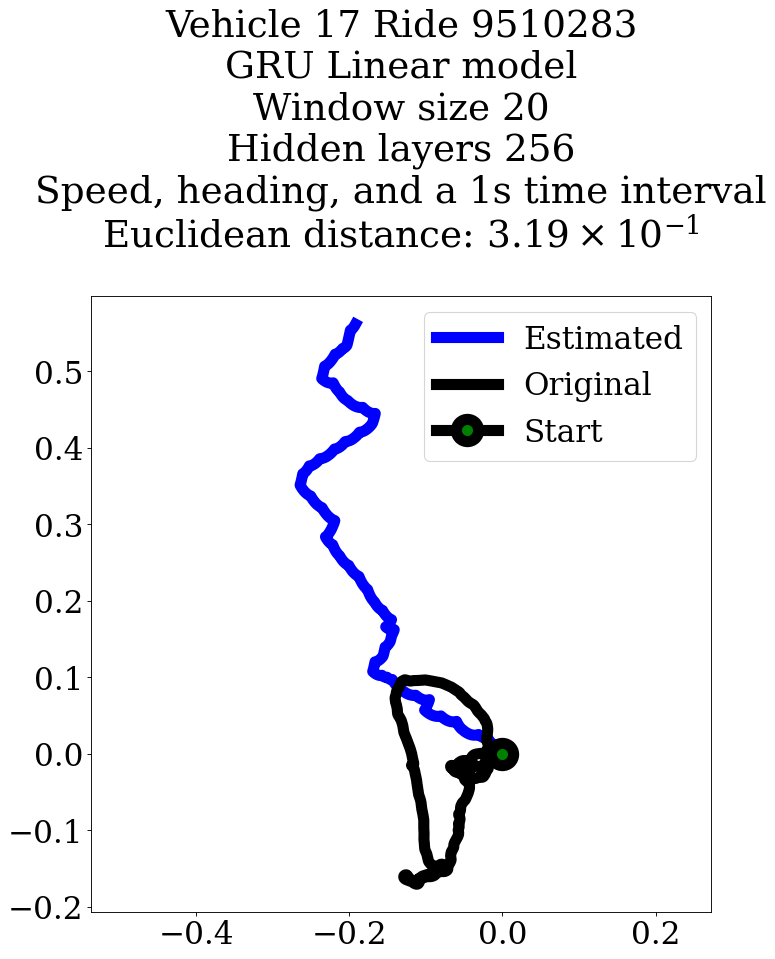 Vehicle 17 Ride 9510283
GRU Linear model
Window size 20
Hidden layers 256
Speed, heading, and a 1s time interval
Euclidean distance: 3.19 × 10⁻¹
Estimated
Original
Start
0.5
0.4
0.3
0.2
0.1
0.0
−0.1
−0.2
−0.4
−0.2
0.0
0.2